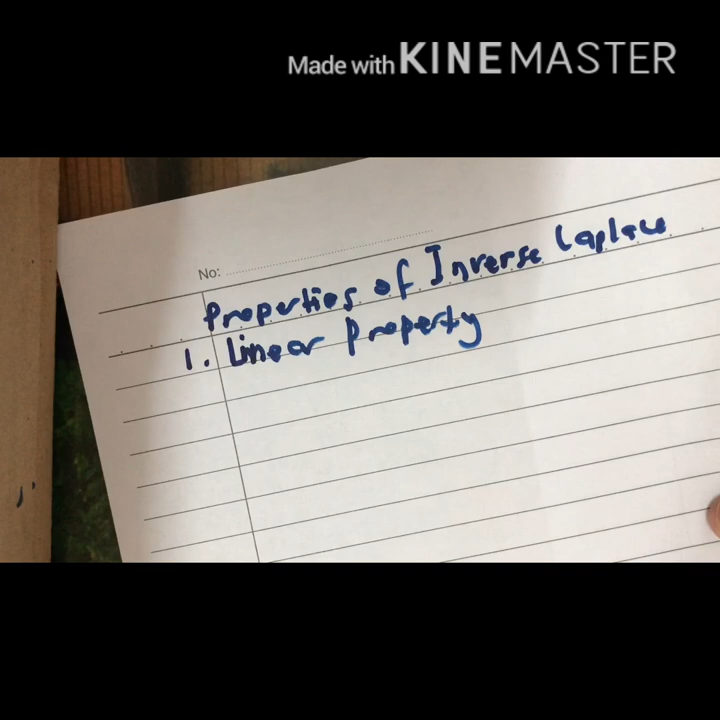 Made with KINEMASTER
No:
Properties of Inverse Laplace
1. Linear Property